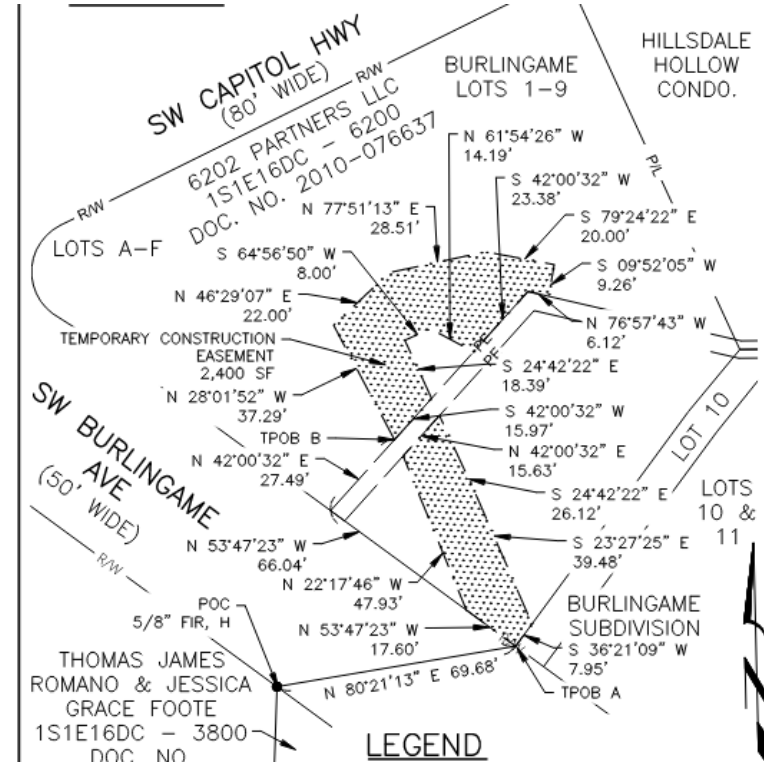 SW CAPITOL HWY
(80' WIDE)
R/W
R/W
6202 PARTNERS LLC
1S1E16DC - 6200
DOC. NO. 2010-076637
BURLINGAME
LOTS 1-9
HILLSDALE
HOLLOW
CONDO.
P/L
N 61°54'26" W
14.19'
S 42°00'32" W
23.38'
N 77°51'13" E
28.51'
S 79°24'22" E
20.00'
LOTS A-F
S 64°56'50" W
8.00'
S 09°52'05" W
9.26'
N 46°29'07" E
22.00'
N 76°57'43" W
6.12'
TEMPORARY CONSTRUCTION
EASEMENT
2,400 SF
PE
PE
S 24°42'22" E
18.39'
N 28°01'52" W
37.29'
S 42°00'32" W
15.97'
TPOB B
N 42°00'32" E
15.63'
N 42°00'32" E
27.49'
LOT 10
SW BURLINGAME
AVE
(50' WIDE)
R/W
S 24°42'22" E
26.12'
LOTS
10 &
11
N 53°47'23" W
66.04'
S 23°27'25" E
39.48'
N 22°17'46" W
47.93'
POC
5/8" FIR, H
N 53°47'23" W
17.60'
BURLINGAME
SUBDIVISION
S 36°21'09" W
7.95'
TPOB A
N 80°21'13" E 69.68'
THOMAS JAMES
ROMANO & JESSICA
GRACE FOOTE
1S1E16DC - 3800
DOC. NO.
LEGEND